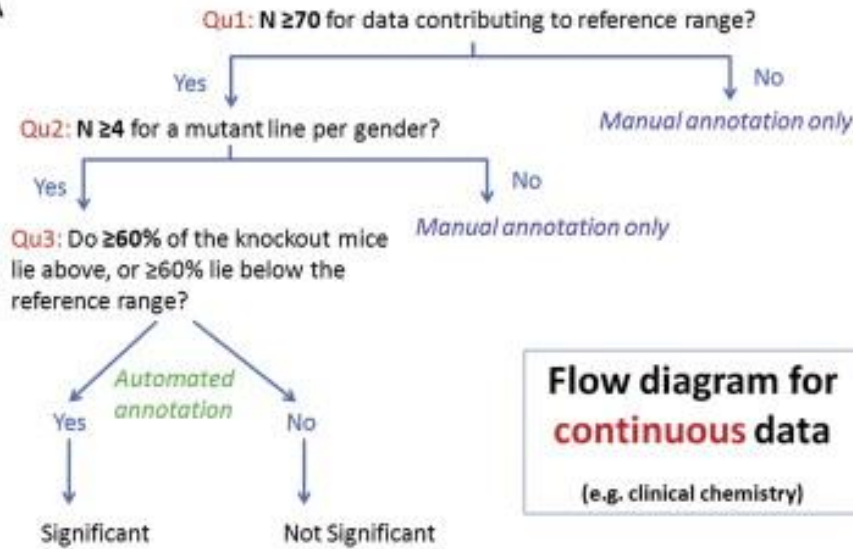 Qu1: N ≥70 for data contributing to reference range?
Yes
No
Qu2: N ≥4 for a mutant line per gender?
Manual annotation only
Yes
No
Qu3: Do ≥60% of the knockout mice
lie above, or ≥60% lie below the
reference range?
Manual annotation only
Automated
annotation
Yes
No
Significant
Not Significant
Flow diagram for
continuous data
(e.g. clinical chemistry)